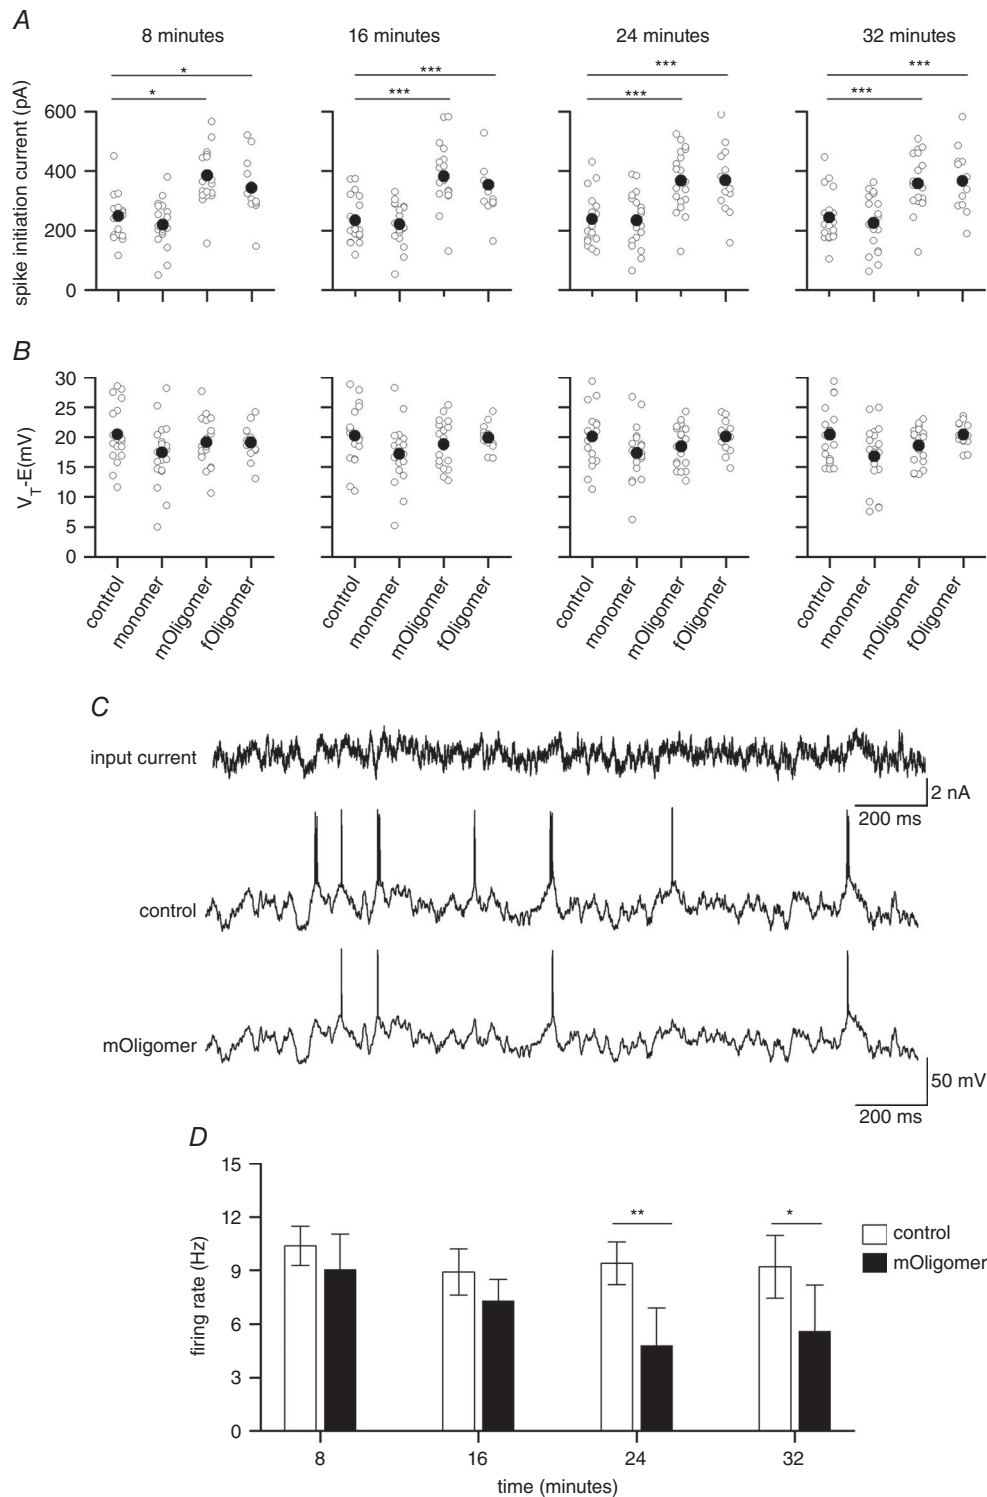 A
8 minutes 16 minutes 24 minutes 32 minutes
* *** *** ***
* *** *** ***
spike initiation current (pA)
600
400
200
0
B
V_T-E(mV)
30
25
20
15
10
5
0
control monomer mOligomer fOligomer control monomer mOligomer fOligomer control monomer mOligomer fOligomer control monomer mOligomer fOligomer
C
input current
2 nA
200 ms
control
mOligomer
50 mV
200 ms
D
firing rate (Hz)
15
12
9
6
3
0
** *
control
mOligomer
8 16 24 32
time (minutes)